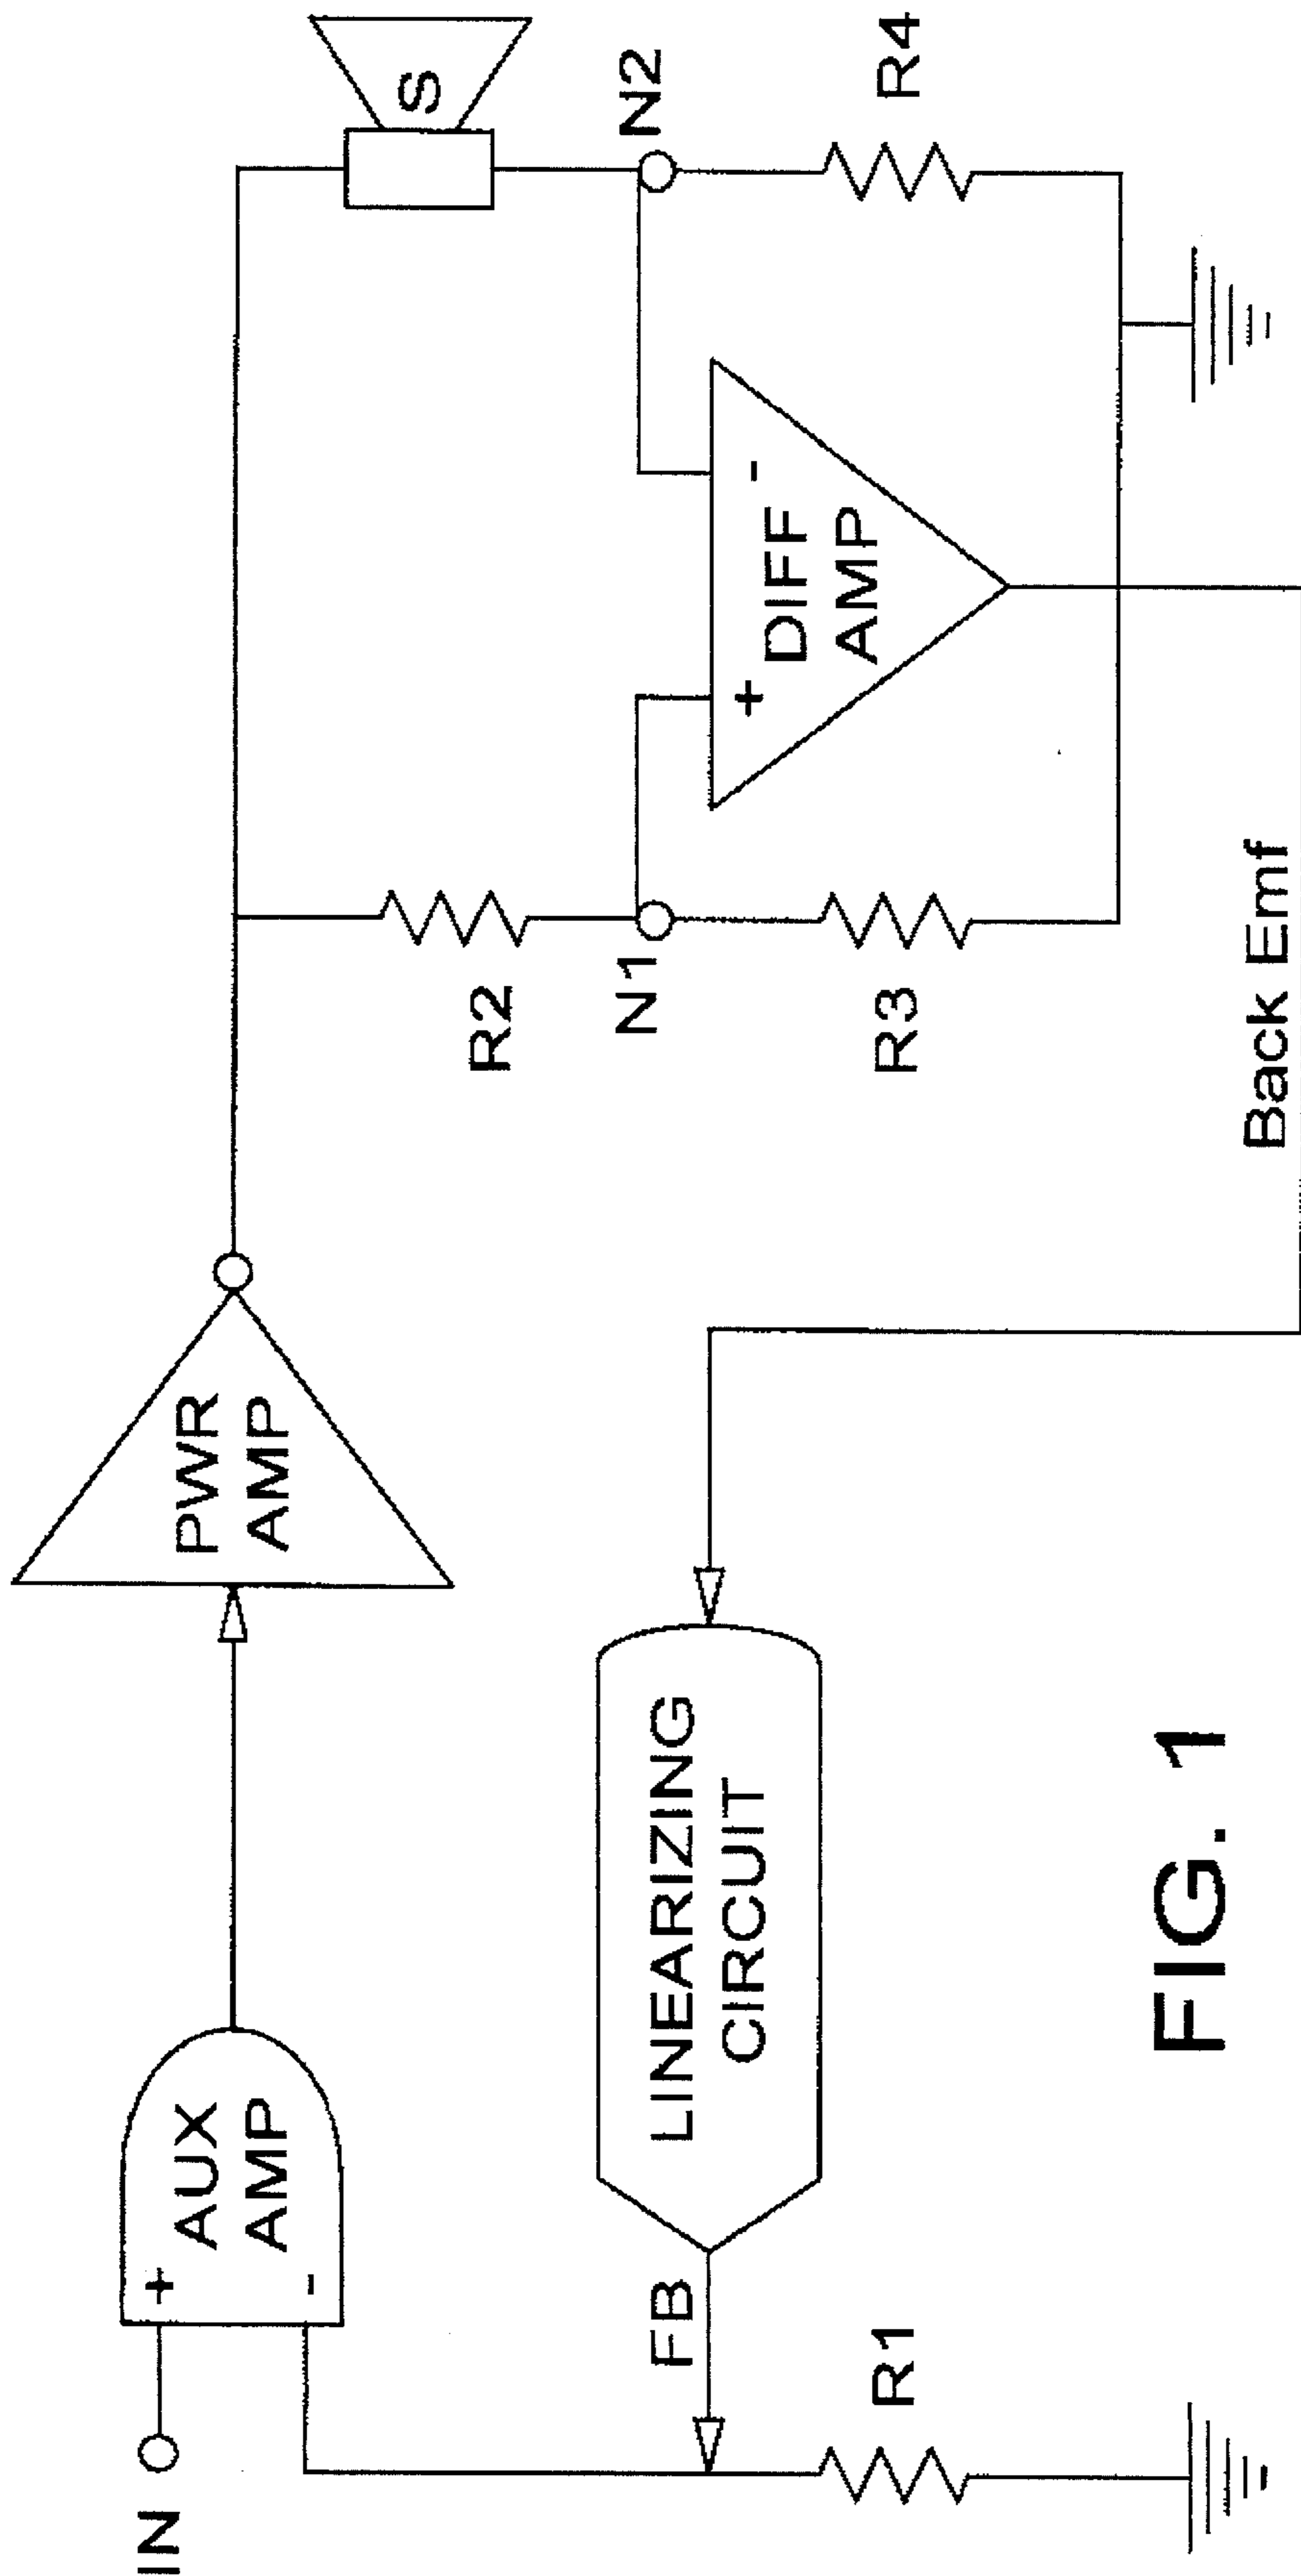 IN
+
-
AUX
AMP
PWR
AMP
S
R2
N1
N2
+
-
DIFF
AMP
R3
R4
LINEARIZING
CIRCUIT
FB
R1
Back Emf
FIG. 1